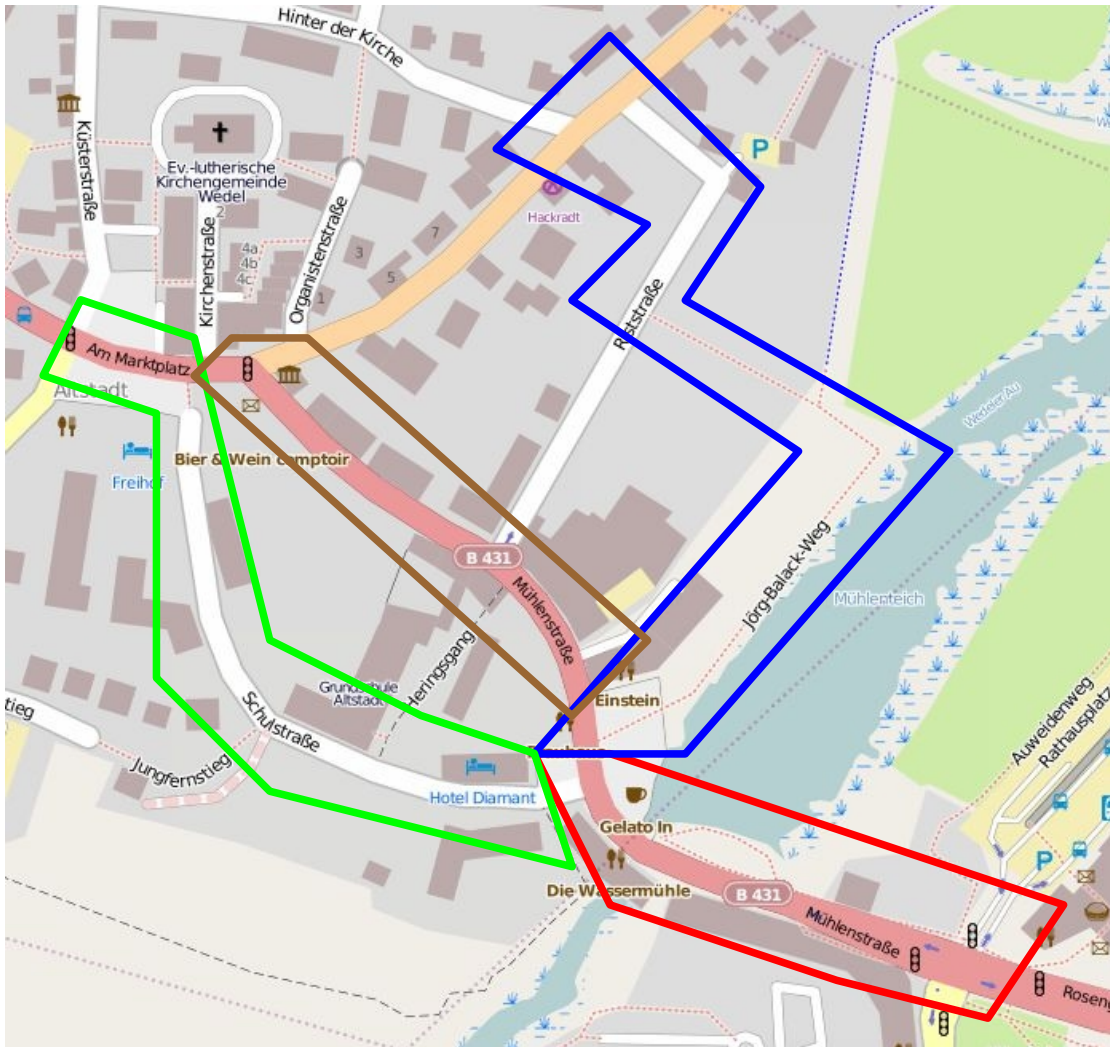 Hinter der Kirche
Küsterstraße
Ev.-lutherische
Kirchengemeinde
Wedel
2
Kirchenstraße
4a
4b
4c
Organistenstraße
3
7
5
1
Hackradt
P
Am Marktplatz
Altstadt
Freihof
Bier & Wein comptoir
Wedeler Au
B 431
Mühlenstraße
Jörg-Balack-Weg
Mühlenteich
Heringsgang
Grundschule
Altstadt
Einstein
Schulstraße
Jungfernstieg
Hotel Diamant
Gelato In
Die Wassermühle
B 431
Mühlenstraße
Auweidenweg
Rathausplatz
P